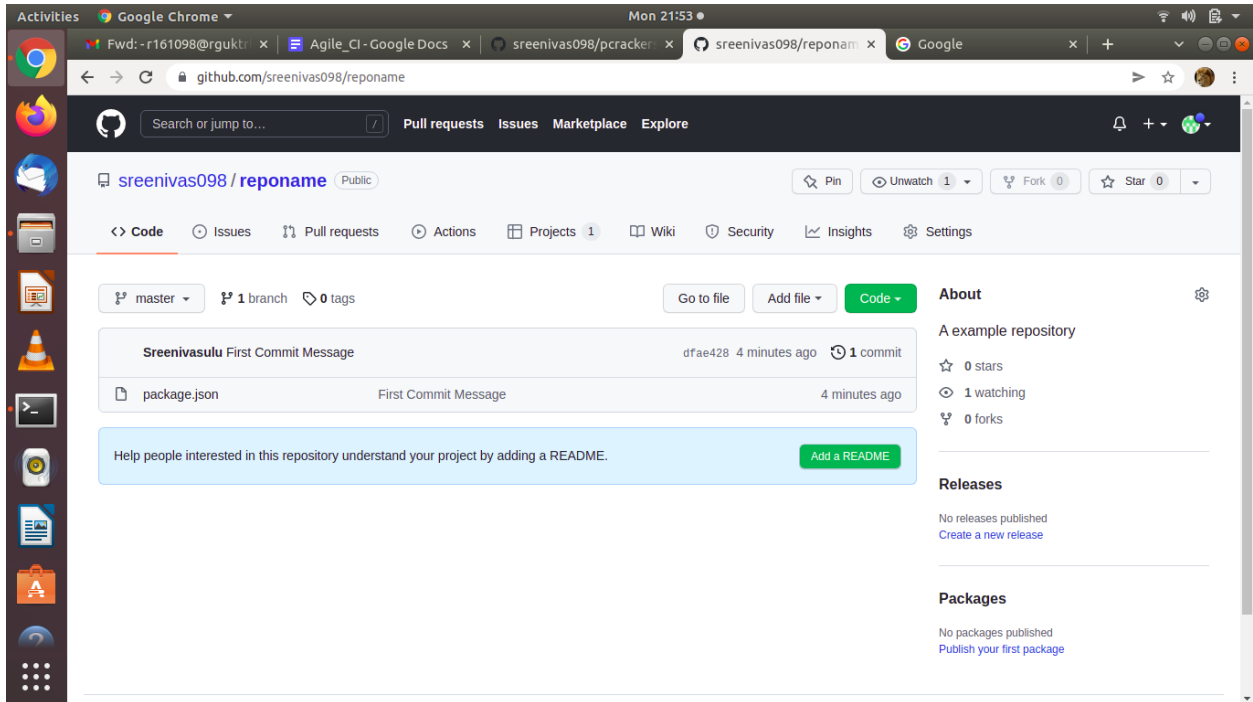 Activities Google Chrome Mon 21:53
Fwd: - r161098@rgukt Agile_CI - Google Docs sreenivas098/pcracker sreenivas098/reponam Google
github.com/sreenivas098/reponame
Search or jump to… / Pull requests Issues Marketplace Explore
sreenivas098 / reponame Public Pin Unwatch 1 Fork 0 Star 0
<> Code Issues Pull requests Actions Projects 1 Wiki Security Insights Settings
master 1 branch 0 tags Go to file Add file Code
Sreenivasulu First Commit Message dfae428 4 minutes ago 1 commit
package.json First Commit Message 4 minutes ago
Help people interested in this repository understand your project by adding a README. Add a README
About
A example repository
0 stars
1 watching
0 forks
Releases
No releases published
Create a new release
Packages
No packages published
Publish your first package